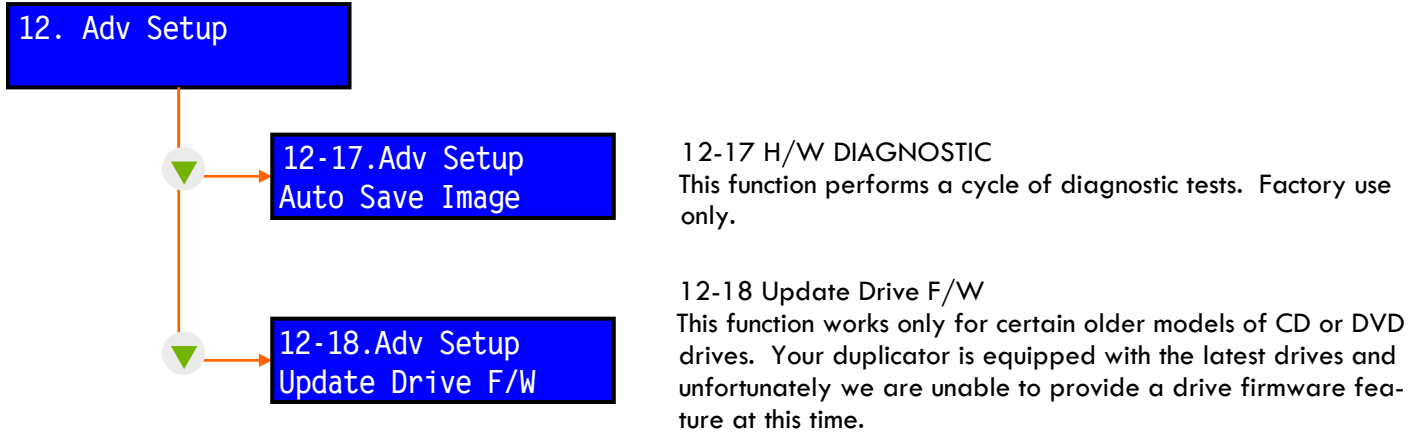 12. Adv Setup
12-17.Adv Setup
Auto Save Image
12-17 H/W DIAGNOSTIC
This function performs a cycle of diagnostic tests.  Factory use
only.
12-18.Adv Setup
Update Drive F/W
12-18 Update Drive F/W
This function works only for certain older models of CD or DVD
drives.  Your duplicator is equipped with the latest drives and
unfortunately we are unable to provide a drive firmware fea-
ture at this time.